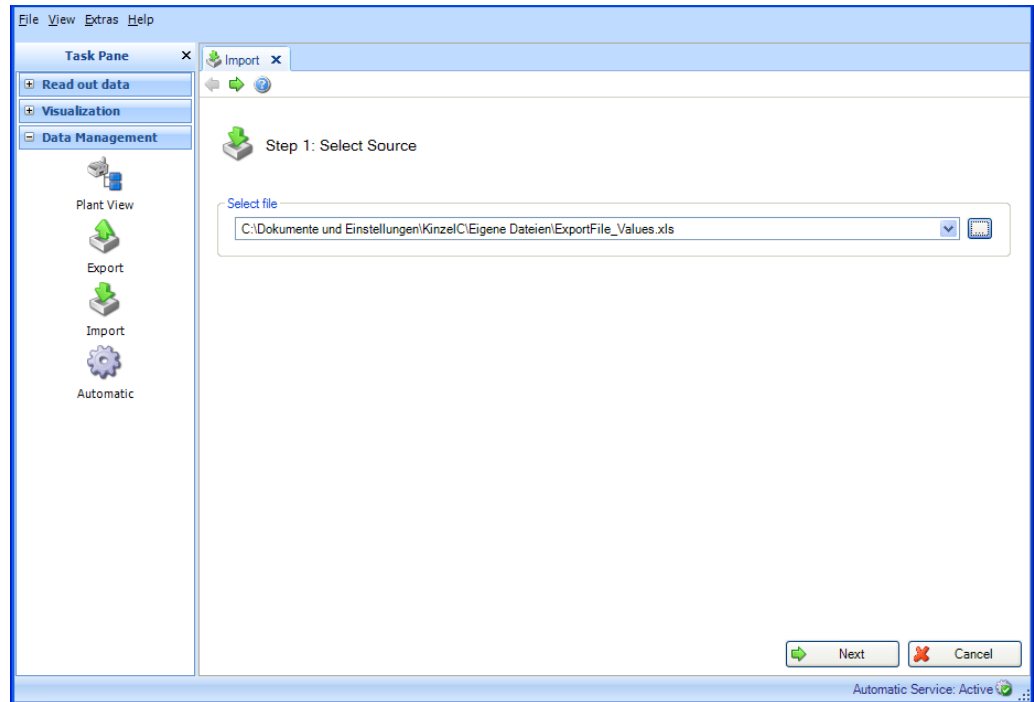 File View Extras Help
Task Pane
Import
Read out data
Visualization
Data Management
Step 1: Select Source
Plant View
Select file
C:\Dokumente und Einstellungen\KinzelC\Eigene Dateien\ExportFile_Values.xls
...
Export
Import
Automatic
Next
Cancel
Automatic Service: Active